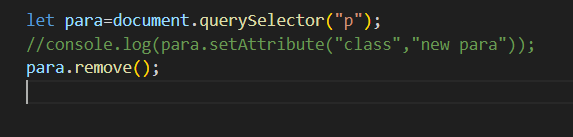 let para=document.querySelector("p");
//console.log(para.setAttribute("class","new para"));
para.remove();